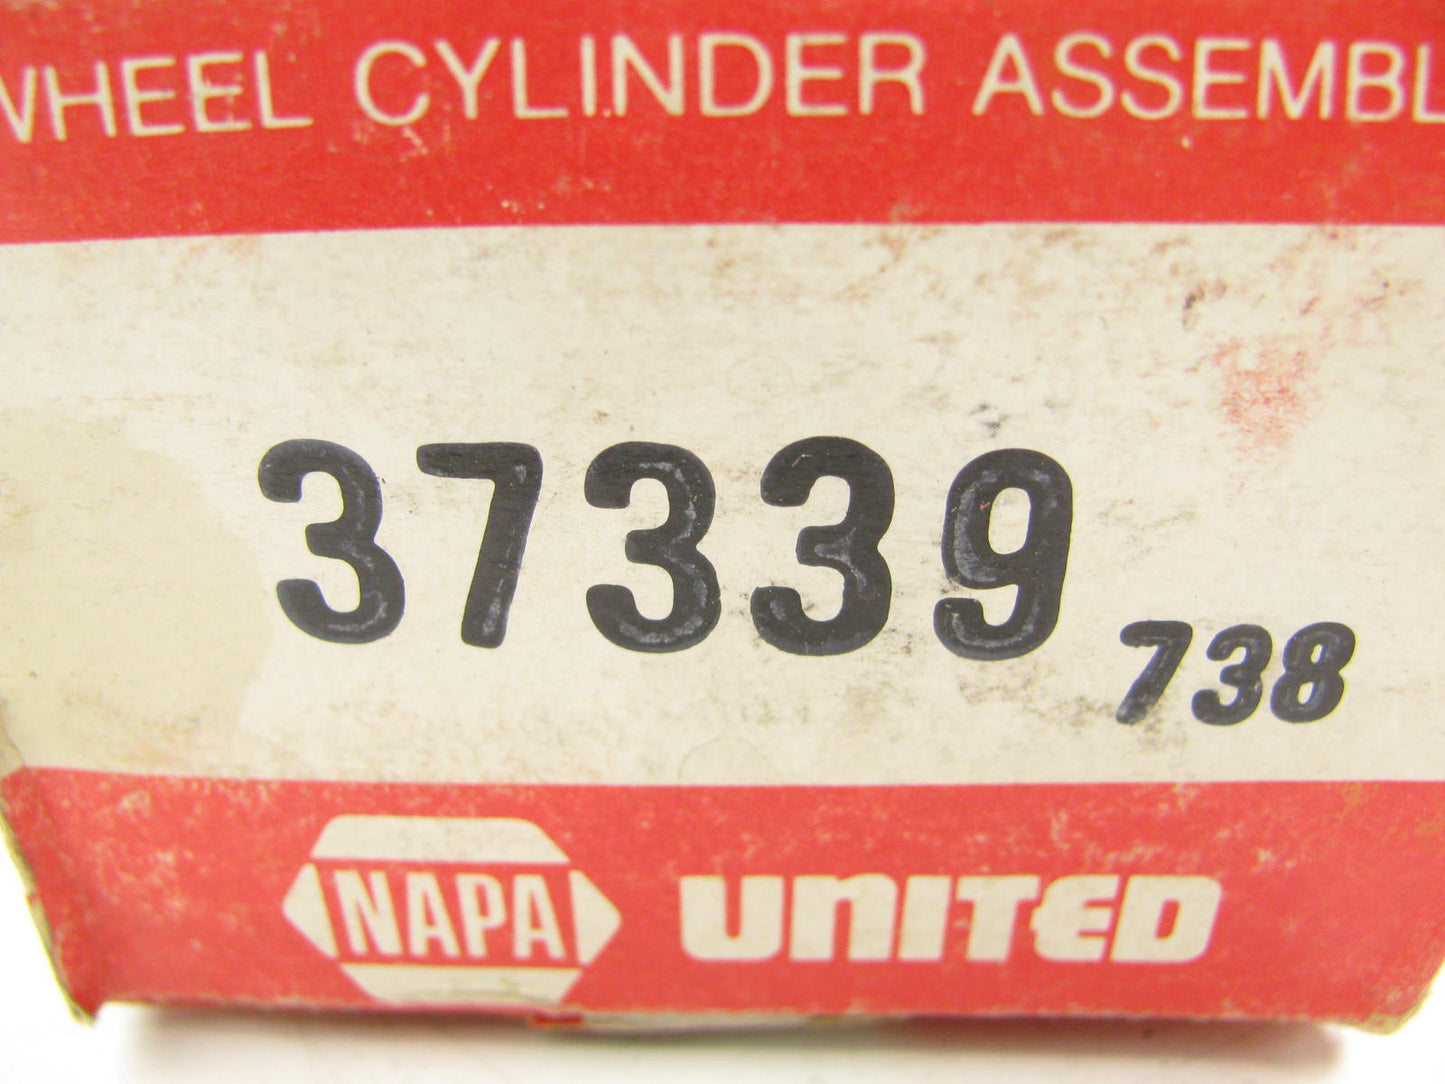 WHEEL CYLINDER ASSEMBL
37339 738
NAPA UNITED